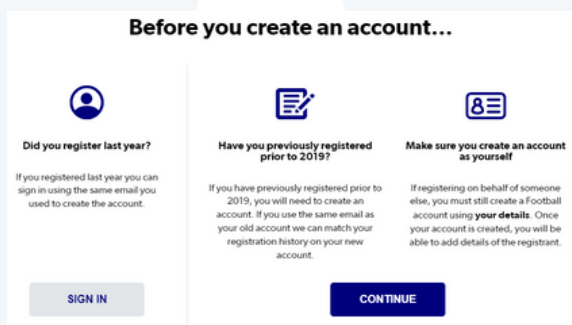 Before you create an account...
Did you register last year?
If you registered last year you can
sign in using the same email you
used to create the account.
SIGN IN
Have you previously registered
prior to 2019?
If you have previously registered prior to
2019, you will need to create an
account. If you use the same email as
your old account we can match your
registration history on your new
account.
Make sure you create an account
as yourself
If registering on behalf of someone
else, you must still create a Football
account using your details. Once
your account is created, you will be
able to add details of the registrant.
CONTINUE